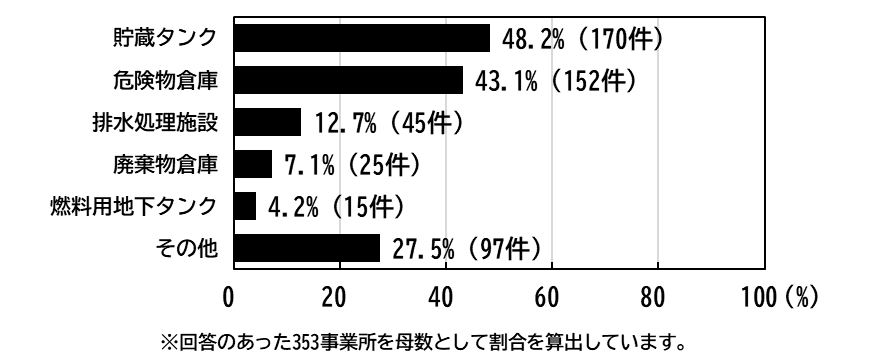 貯蔵タンク 48.2%（170件）
危険物倉庫 43.1%（152件）
排水処理施設 12.7%（45件）
廃棄物倉庫 7.1%（25件）
燃料用地下タンク 4.2%（15件）
その他 27.5%（97件）
0 20 40 60 80 100（%）
※回答のあった353事業所を母数として割合を算出しています。